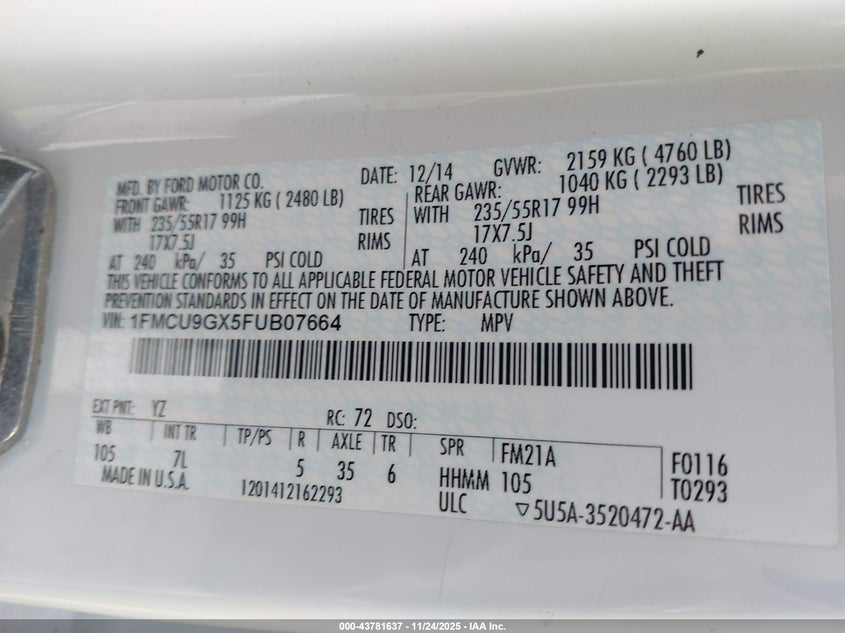 MFD. BY FORD MOTOR CO. DATE: 12/14 GVWR: 2159 KG ( 4760 LB)
FRONT GAWR: 1125 KG ( 2480 LB) REAR GAWR: 1040 KG ( 2293 LB)
WITH 235/55R17 99H TIRES WITH 235/55R17 99H TIRES
17X7.5J RIMS 17X7.5J RIMS
AT 240 kPa/ 35 PSI COLD AT 240 kPa/ 35 PSI COLD
THIS VEHICLE CONFORMS TO ALL APPLICABLE FEDERAL MOTOR VEHICLE SAFETY AND THEFT
PREVENTION STANDARDS IN EFFECT ON THE DATE OF MANUFACTURE SHOWN ABOVE.
VIN: 1FMCU9GX5FUB07664 TYPE: MPV
EXT PNT: YZ RC: 72 DSO:
WB INT TR TP/PS R AXLE TR SPR FM21A F0116
105 7L 5 35 6 HHMM 105 T0293
MADE IN U.S.A. 1201412162293 ULC ▽5U5A-3520472-AA
000-43781637 - 11/24/2025 - IAA Inc.